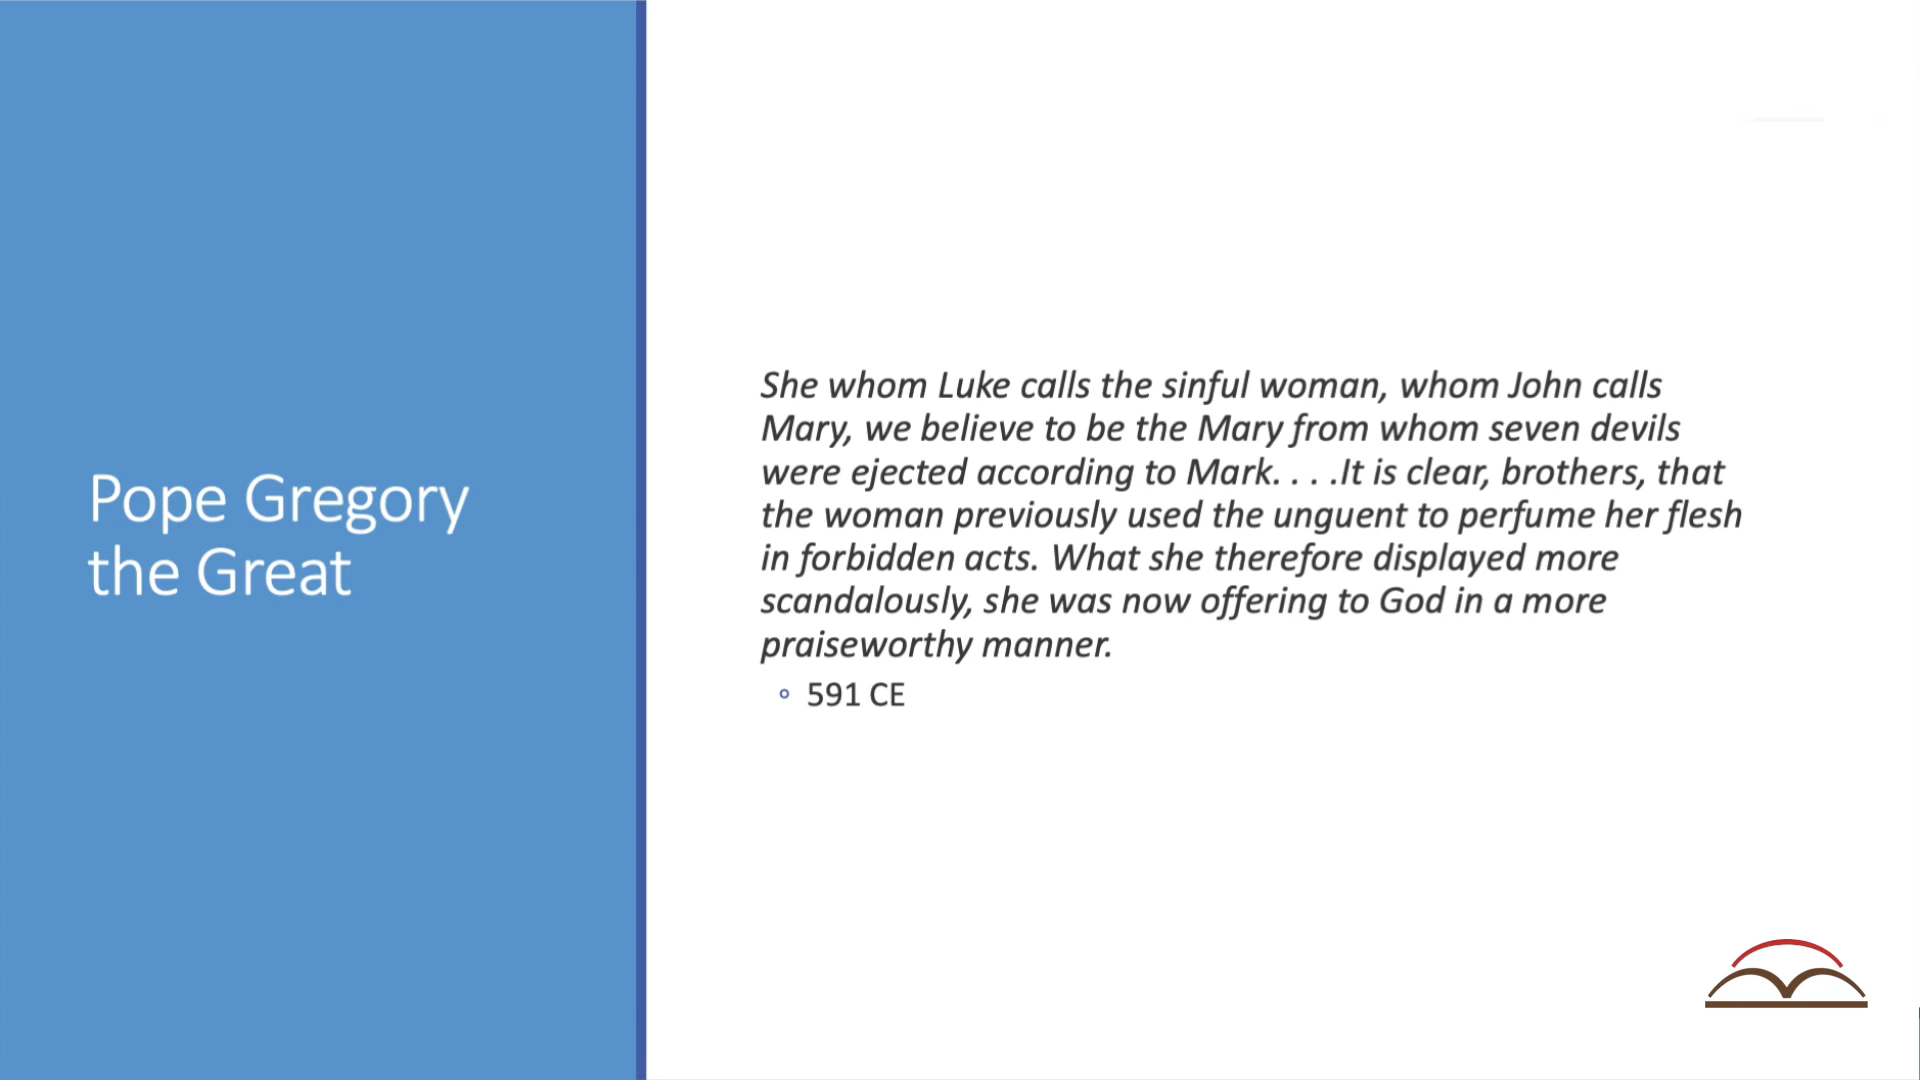 Pope Gregory
the Great
She whom Luke calls the sinful woman, whom John calls
Mary, we believe to be the Mary from whom seven devils
were ejected according to Mark. . . .It is clear, brothers, that
the woman previously used the unguent to perfume her flesh
in forbidden acts. What she therefore displayed more
scandalously, she was now offering to God in a more
praiseworthy manner.
591 CE